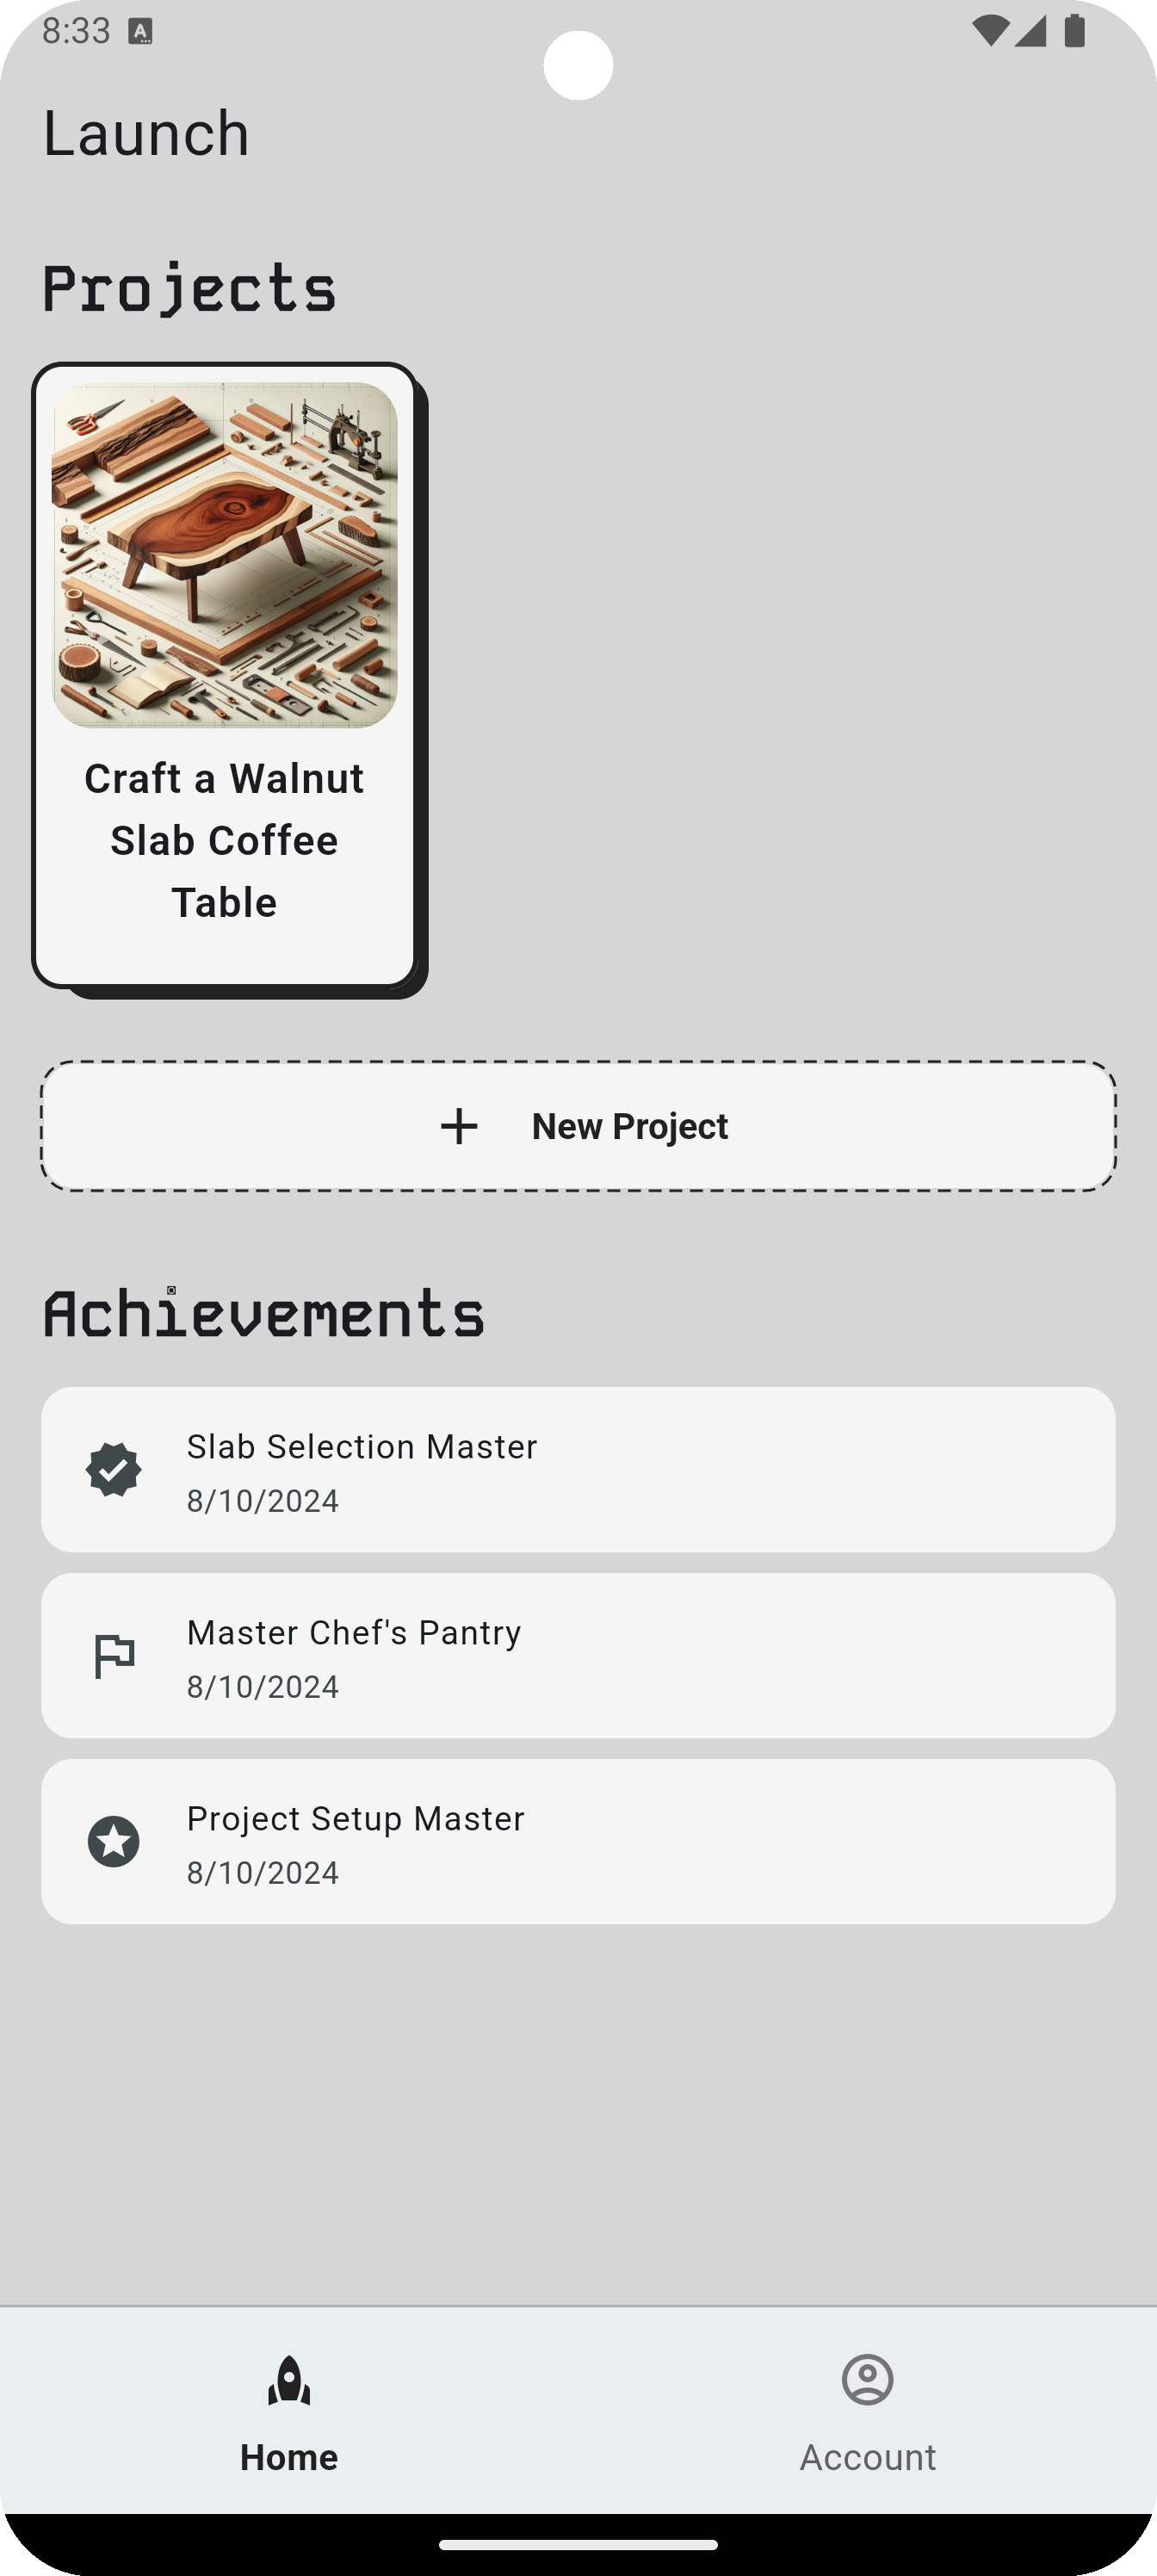 8:33
Launch
Projects
Craft a Walnut
Slab Coffee
Table
New Project
Achievements
Slab Selection Master
8/10/2024
Master Chef's Pantry
8/10/2024
Project Setup Master
8/10/2024
Home
Account